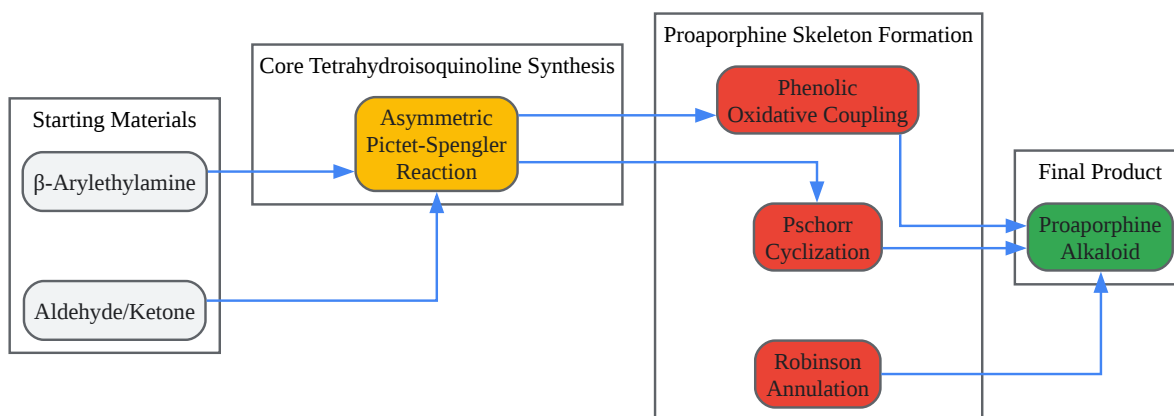 Starting Materials
β-Arylethylamine
Aldehyde/Ketone
Core Tetrahydroisoquinoline Synthesis
Asymmetric
Pictet-Spengler
Reaction
Proaporphine Skeleton Formation
Phenolic
Oxidative Coupling
Pschorr
Cyclization
Robinson
Annulation
Final Product
Proaporphine
Alkaloid